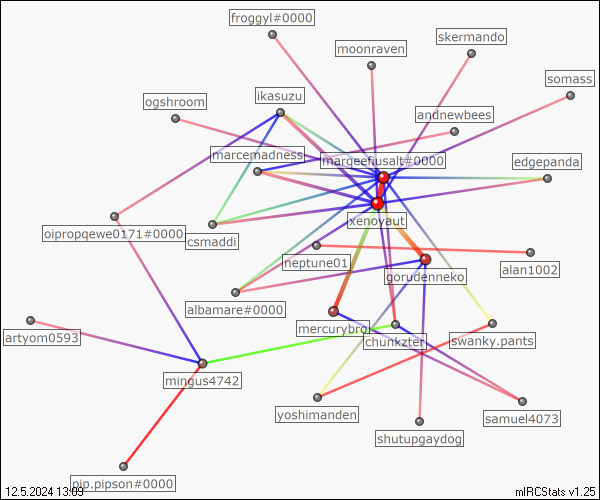 froggyl#0000
skermando
moonraven
somass
ikasuzu
ogshroom
andnewbees
marcemadness
marqeefiusalt#0000
edgepanda
xenoyaut
oipropqewe0171#0000
csmaddi
neptune01
alan1002
gorudenneko
albamare#0000
mercurybro
artyom0593
chunkzter
swanky.pants
mingus4742
yoshimanden
samuel4073
shutupgaydog
pip.pipson#0000
12.5.2024 13:09
mIRCStats v1.25